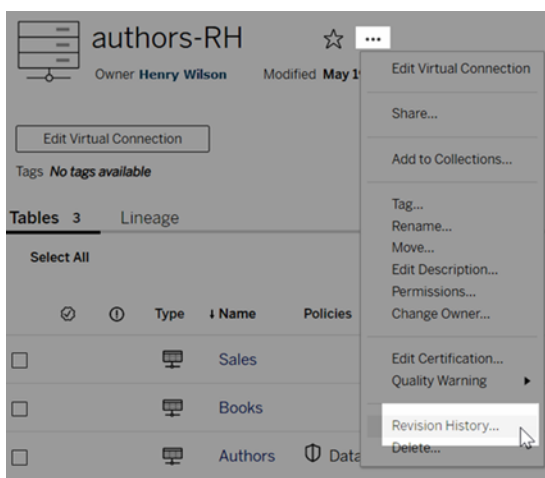 authors-RH
Owner Henry Wilson Modified May 1
Edit Virtual Connection
Tags No tags available
Tables 3 Lineage
Select All
Type ↓ Name Policies
Sales
Books
Authors Data
Edit Virtual Connection
Share...
Add to Collections...
Tag...
Rename...
Move...
Edit Description...
Permissions...
Change Owner...
Edit Certification...
Quality Warning
Revision History...
Delete...